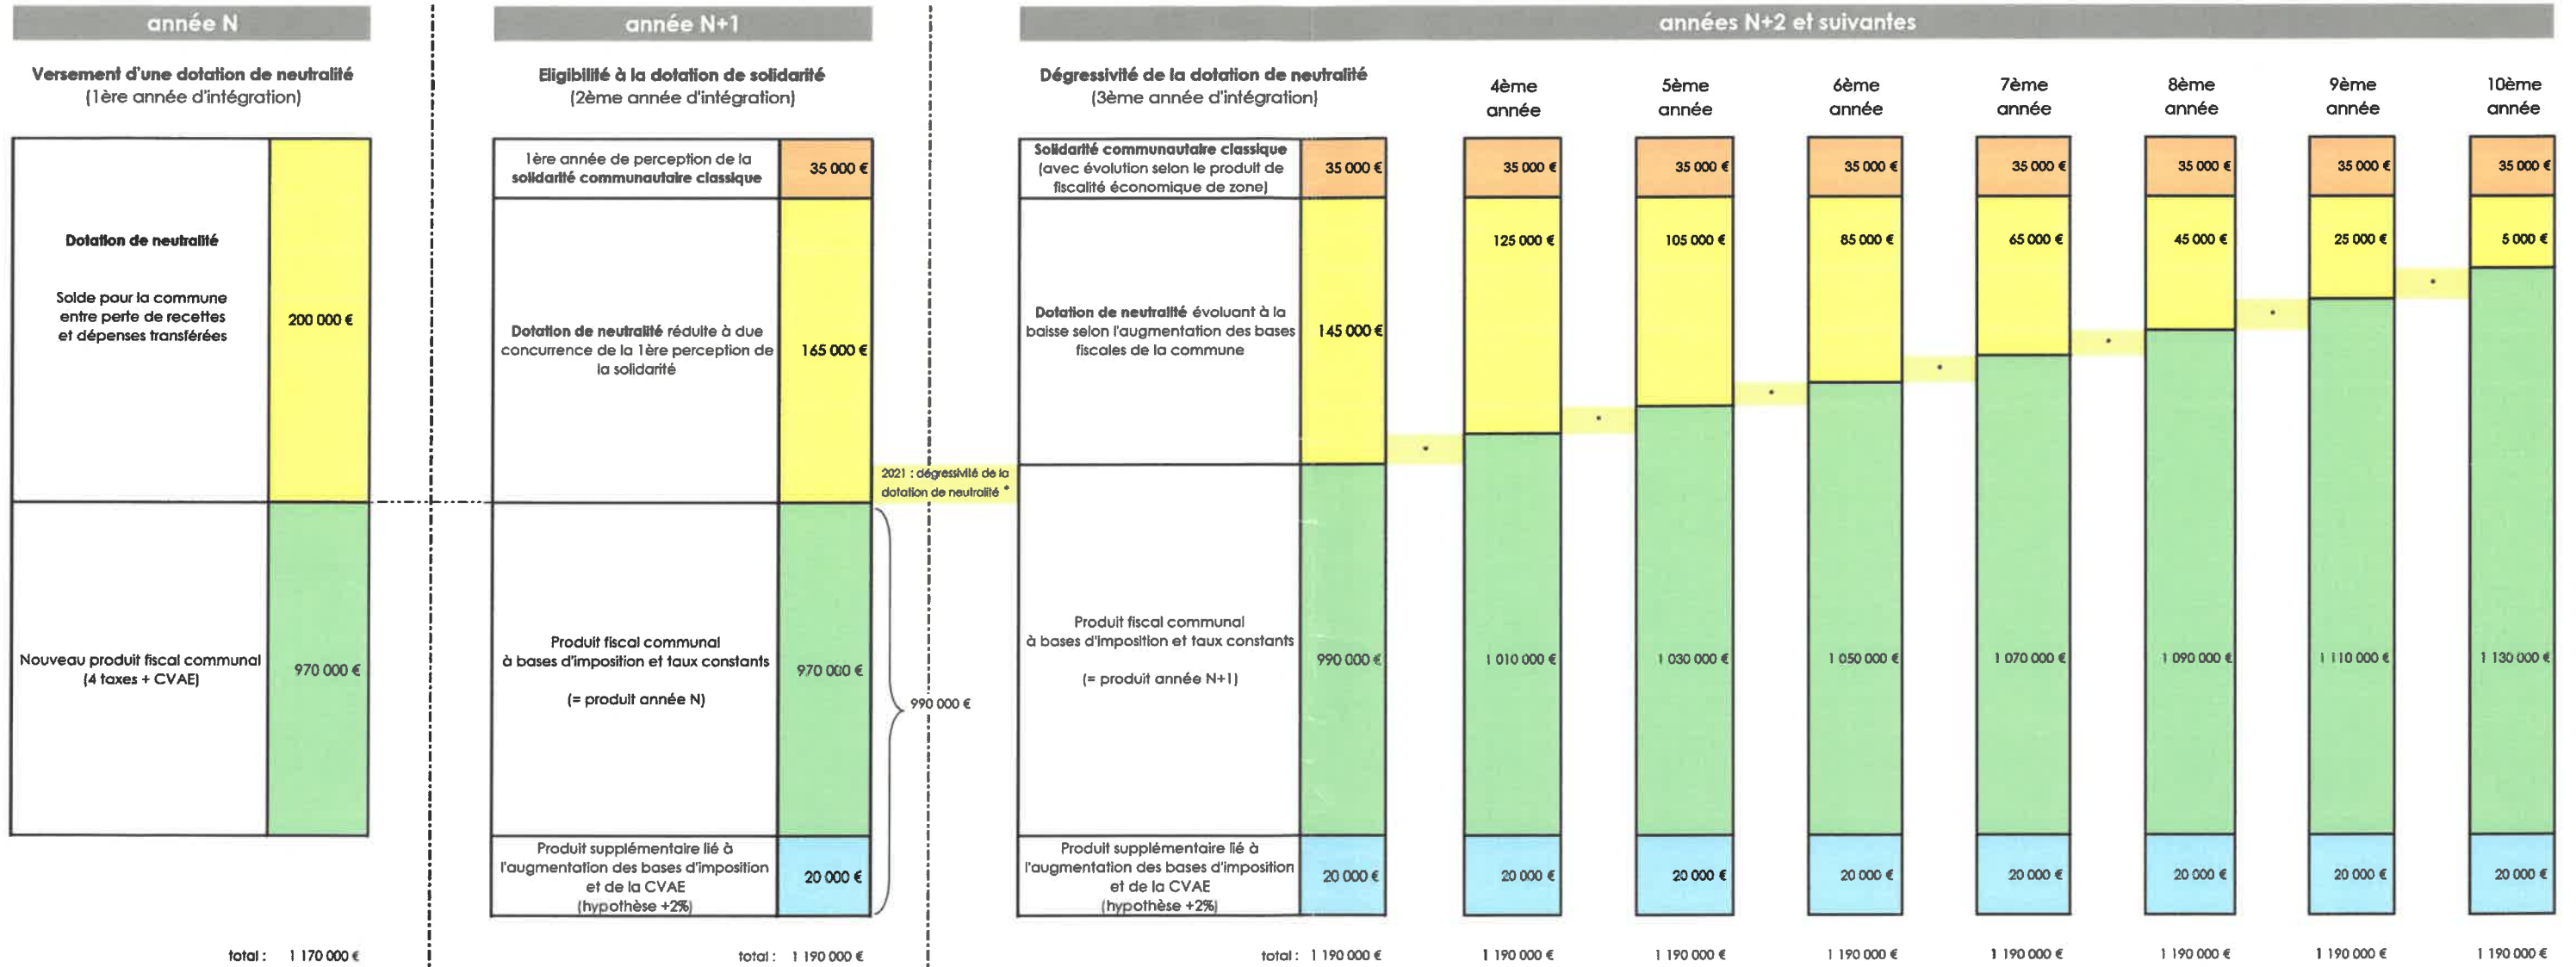 année N
Versement d'une dotation de neutralité
(1ère année d'intégration)
Dotation de neutralité
Solde pour la commune
entre perte de recettes
et dépenses transférées
200 000 €
Nouveau produit fiscal communal
(4 taxes + CVAE)
970 000 €
total : 1 170 000 €
année N+1
Eligibilité à la dotation de solidarité
(2ème année d'intégration)
1ère année de perception de la
solidarité communautaire classique
35 000 €
Dotation de neutralité réduite à due
concurrence de la 1ère perception de
la solidarité
165 000 €
Produit fiscal communal
à bases d'imposition et taux constants
(= produit année N)
970 000 €
Produit supplémentaire lié à
l'augmentation des bases d'imposition
et de la CVAE
(hypothèse +2%)
20 000 €
total : 1 190 000 €
990 000 €
2021 : dégressivité de la
dotation de neutralité *
années N+2 et suivantes
Dégressivité de la dotation de neutralité
(3ème année d'intégration)
Solidarité communautaire classique
(avec évolution selon le produit de
fiscalité économique de zone)
35 000 €
Dotation de neutralité évoluant à la
baisse selon l'augmentation des bases
fiscales de la commune
145 000 €
Produit fiscal communal
à bases d'imposition et taux constants
(= produit année N+1)
990 000 €
Produit supplémentaire lié à
l'augmentation des bases d'imposition
et de la CVAE
(hypothèse +2%)
20 000 €
total : 1 190 000 €
*
4ème
année
35 000 €
125 000 €
1 010 000 €
20 000 €
1 190 000 €
*
5ème
année
35 000 €
105 000 €
1 030 000 €
20 000 €
1 190 000 €
*
6ème
année
35 000 €
85 000 €
1 050 000 €
20 000 €
1 190 000 €
*
7ème
année
35 000 €
65 000 €
1 070 000 €
20 000 €
1 190 000 €
*
8ème
année
35 000 €
45 000 €
1 090 000 €
20 000 €
1 190 000 €
*
9ème
année
35 000 €
25 000 €
1 110 000 €
20 000 €
1 190 000 €
*
10ème
année
35 000 €
5 000 €
1 130 000 €
20 000 €
1 190 000 €